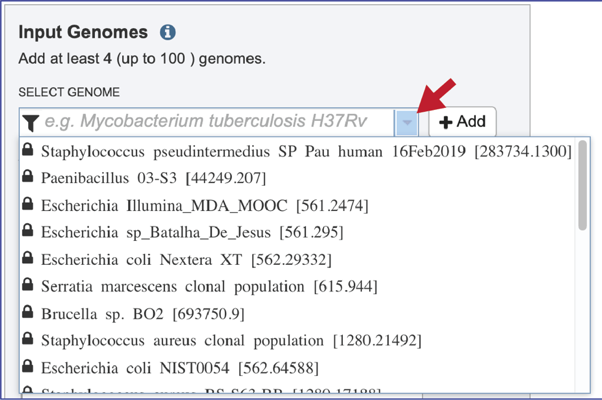 Input Genomes i
Add at least 4 (up to 100 ) genomes.
SELECT GENOME
e.g. Mycobacterium tuberculosis H37Rv
+ Add
Staphylococcus pseudintermedius SP Pau human 16Feb2019 [283734.1300]
Paenibacillus 03-S3 [44249.207]
Escherichia Illumina_MDA_MOOC [561.2474]
Escherichia sp_Batalha_De_Jesus [561.295]
Escherichia coli Nextera XT [562.29332]
Serratia marcescens clonal population [615.944]
Brucella sp. BO2 [693750.9]
Staphylococcus aureus clonal population [1280.21492]
Escherichia coli NIST0054 [562.64588]